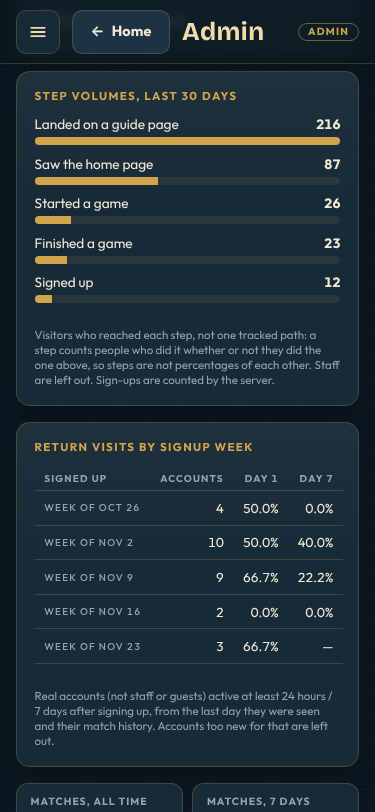 ← Home Admin ADMIN
STEP VOLUMES, LAST 30 DAYS
Landed on a guide page 216
Saw the home page 87
Started a game 26
Finished a game 23
Signed up 12
Visitors who reached each step, not one tracked path: a
step counts people who did it whether or not they did the
one above, so steps are not percentages of each other. Staff
are left out. Sign-ups are counted by the server.
RETURN VISITS BY SIGNUP WEEK
SIGNED UP ACCOUNTS DAY 1 DAY 7
WEEK OF OCT 26 4 50.0% 0.0%
WEEK OF NOV 2 10 50.0% 40.0%
WEEK OF NOV 9 9 66.7% 22.2%
WEEK OF NOV 16 2 0.0% 0.0%
WEEK OF NOV 23 3 66.7% —
Real accounts (not staff or guests) active at least 24 hours /
7 days after signing up, from the last day they were seen
and their match history. Accounts too new for that are left
out.
MATCHES, ALL TIME MATCHES, 7 DAYS